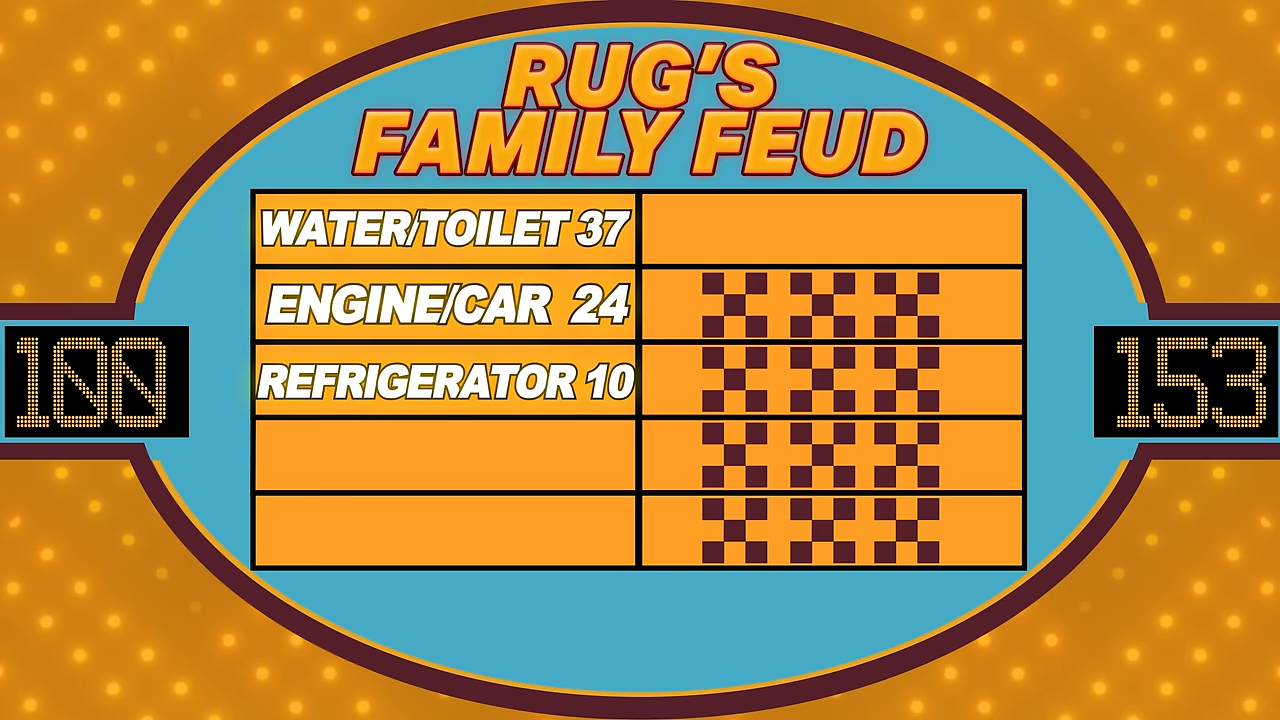 RUG'S
FAMILY FEUD
WATER/TOILET 37
ENGINE/CAR 24
REFRIGERATOR 10
100
153